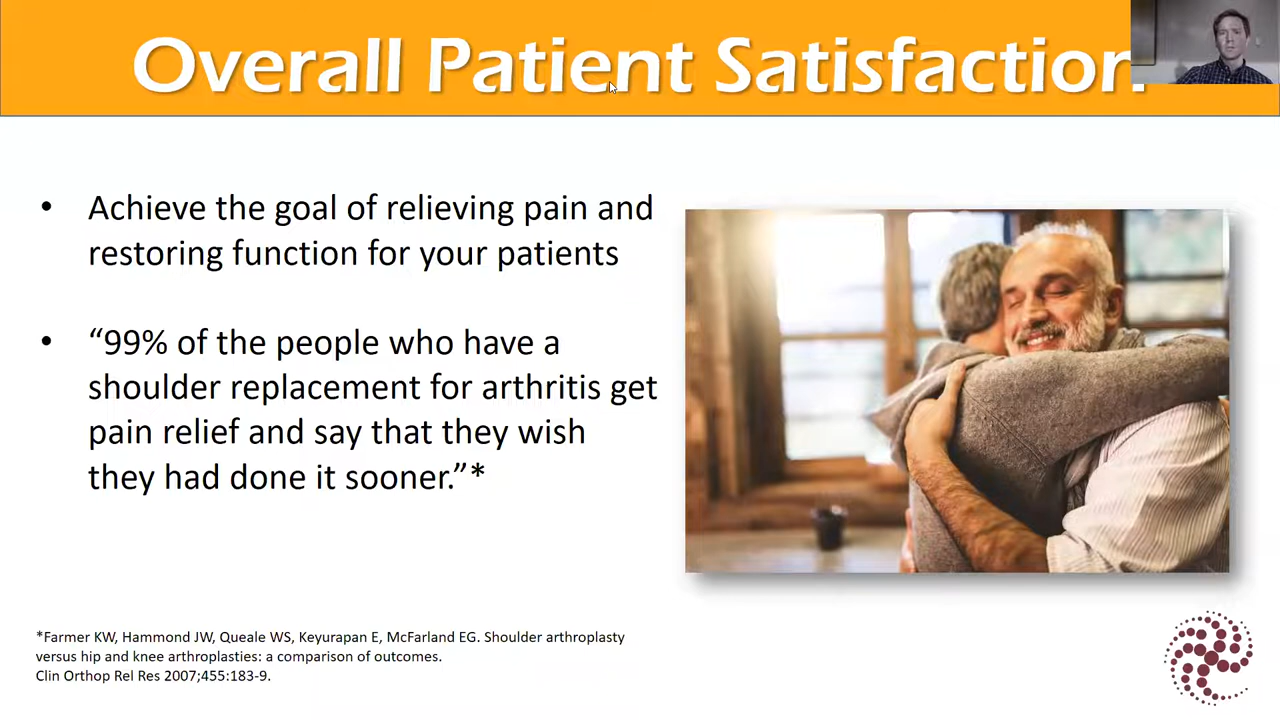 Overall Patient Satisfaction
• Achieve the goal of relieving pain and
restoring function for your patients
• “99% of the people who have a
shoulder replacement for arthritis get
pain relief and say that they wish
they had done it sooner.”*
*Farmer KW, Hammond JW, Queale WS, Keyurapan E, McFarland EG. Shoulder arthroplasty
versus hip and knee arthroplasties: a comparison of outcomes.
Clin Orthop Rel Res 2007;455:183-9.